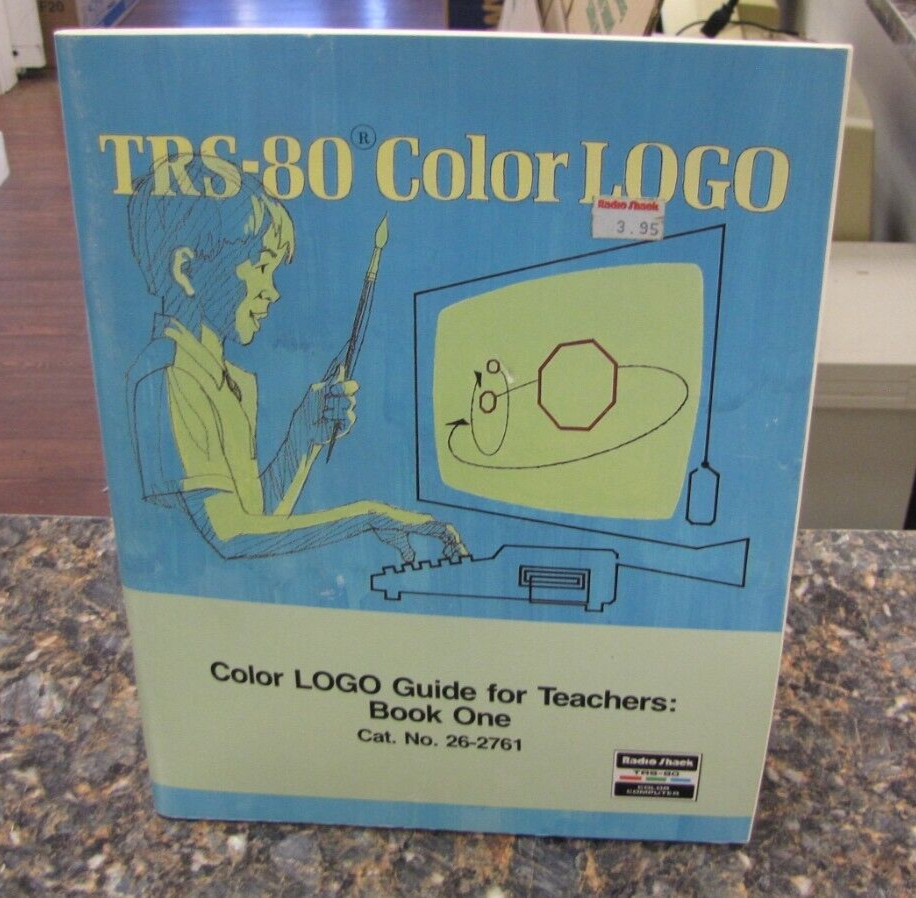 F20
TRS-80® Color LOGO
Radio Shack
3.95
Color LOGO Guide for Teachers:
Book One
Cat. No. 26-2761
Radio Shack
TRS-80
COLOR
COMPUTER